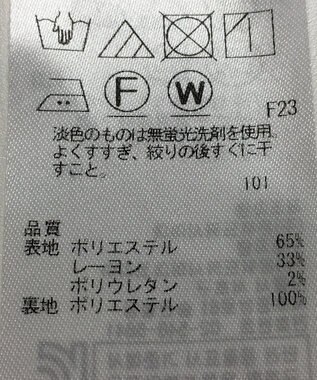 F W
F23
淡色のものは無蛍光洗剤を使用。
よくすすぎ、絞りの後すぐに干
すこと。
101
品質
表地 ポリエステル 65%
レーヨン 33%
ポリウレタン 2%
裏地 ポリエステル 100%